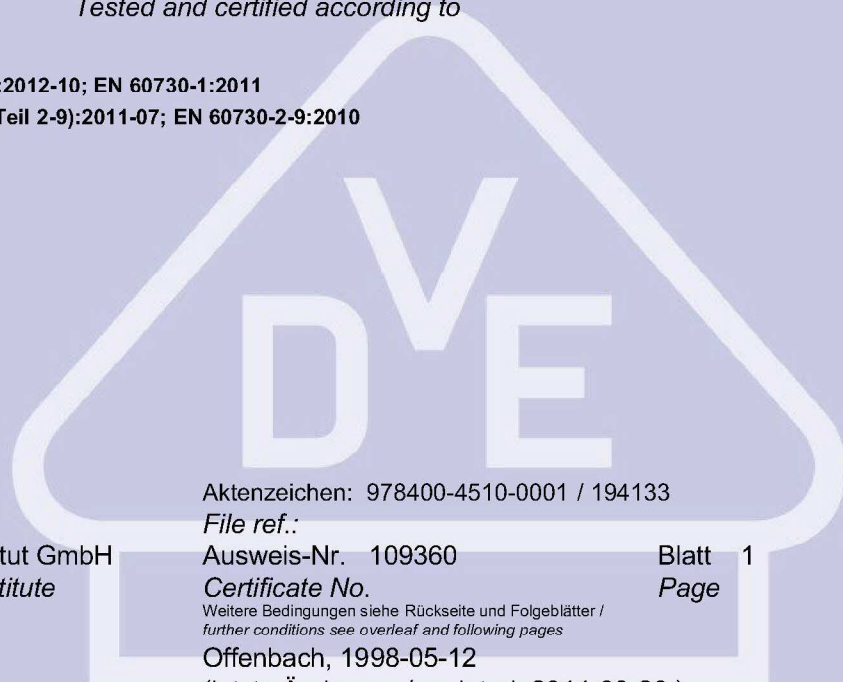 Tested and certified according to
:2012-10; EN 60730-1:2011
Teil 2-9):2011-07; EN 60730-2-9:2010
V
D E
Aktenzeichen: 978400-4510-0001 / 194133
File ref.:
tut GmbH Ausweis-Nr. 109360 Blatt 1
titute Certificate No. Page
Weitere Bedingungen siehe Rückseite und Folgeblätter /
further conditions see overleaf and following pages
Offenbach, 1998-05-12